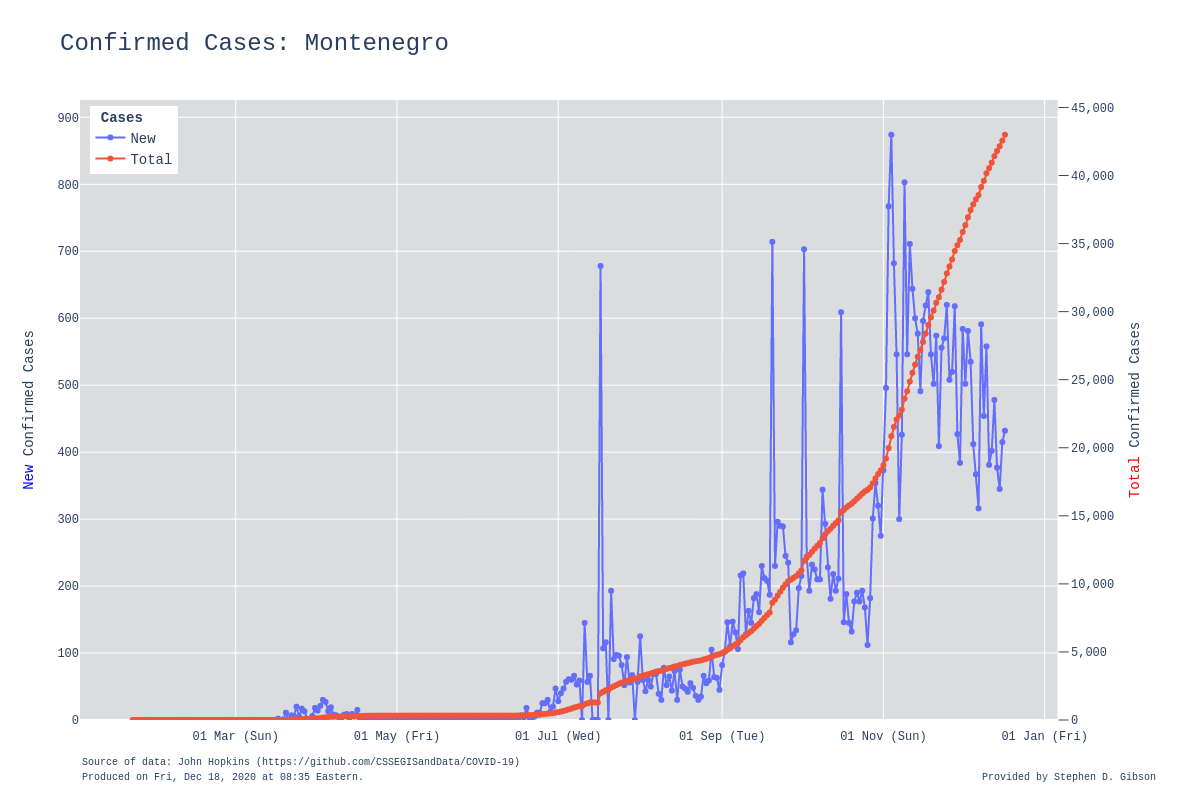 Confirmed Cases: Montenegro
Cases
New
Total
900
800
700
600
500
400
300
200
100
0
New Confirmed Cases
45,000
40,000
35,000
30,000
25,000
20,000
15,000
10,000
5,000
0
Total Confirmed Cases
01 Mar (Sun) 01 May (Fri) 01 Jul (Wed) 01 Sep (Tue) 01 Nov (Sun) 01 Jan (Fri)
Source of data: John Hopkins (https://github.com/CSSEGISandData/COVID-19)
Produced on Fri, Dec 18, 2020 at 08:35 Eastern.
Provided by Stephen D. Gibson